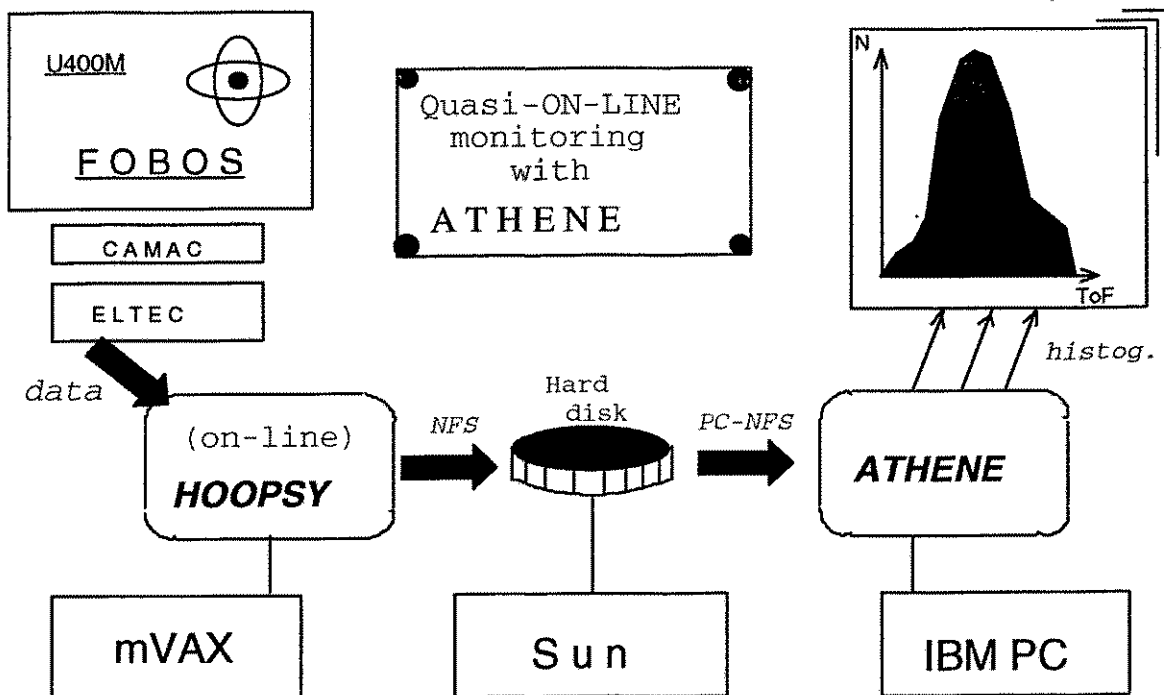 U400M
FOBOS
CAMAC
ELTEC
data
Quasi-ON-LINE
monitoring
with
ATHENE
N
ToF
histog.
(on-line)
HOOPSY
NFS
Hard
disk
PC-NFS
ATHENE
mVAX
Sun
IBM PC